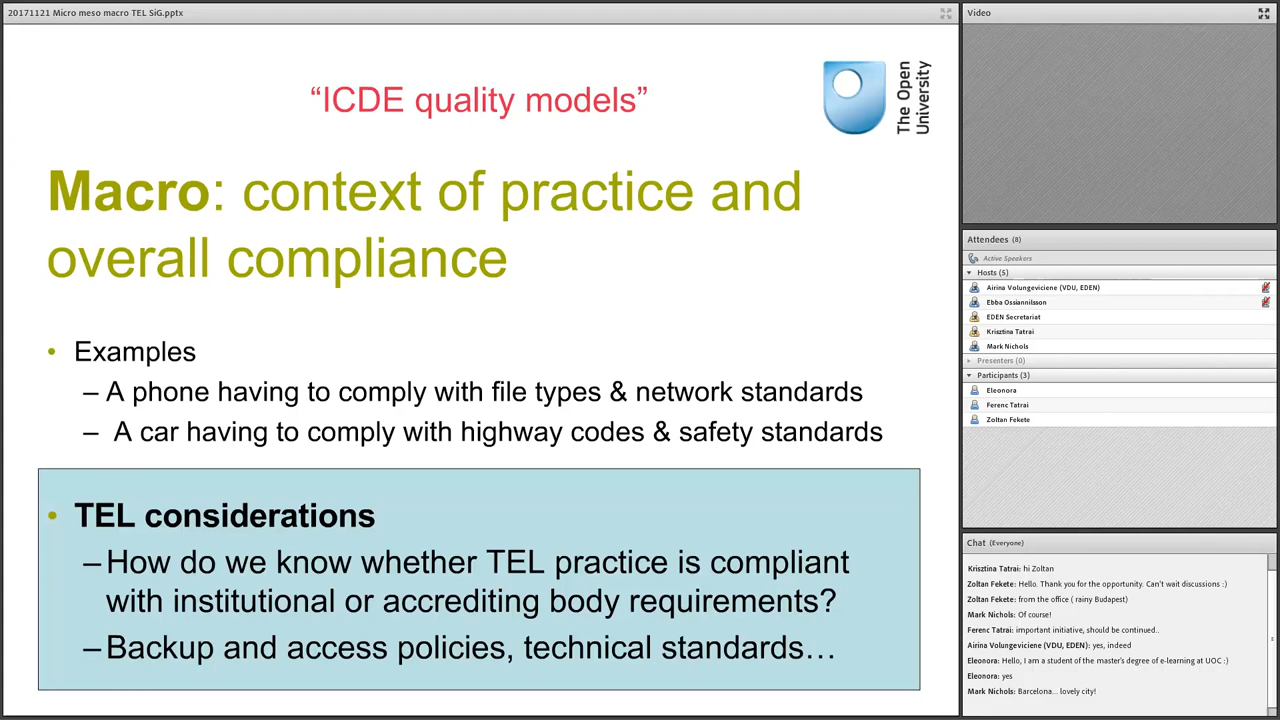 20171121 Micro meso macro TEL SiG.pptx
“ICDE quality models”
The Open
University
Macro: context of practice and
overall compliance
• Examples
– A phone having to comply with file types & network standards
– A car having to comply with highway codes & safety standards
• TEL considerations
–How do we know whether TEL practice is compliant
with institutional or accrediting body requirements?
–Backup and access policies, technical standards…
Video
Attendees (8)
Active Speakers
Hosts (5)
Airina Volungeviciene (VDU, EDEN)
Ebba Ossiannilsson
EDEN Secretariat
Krisztina Tatrai
Mark Nichols
Presenters (0)
Participants (3)
Eleonora
Ferenc Tatrai
Zoltan Fekete
Chat (Everyone)
Krisztina Tatrai: hi Zoltan
Zoltan Fekete: Hello. Thank you for the opportunity. Can't wait discussions :)
Zoltan Fekete: from the office ( rainy Budapest)
Mark Nichols: Of course!
Ferenc Tatrai: important initiative, should be continued..
Airina Volungeviciene (VDU, EDEN): yes, indeed
Eleonora: Hello, I am a student of the master's degree of e-learning at UOC :)
Eleonora: yes
Mark Nichols: Barcelona... lovely city!